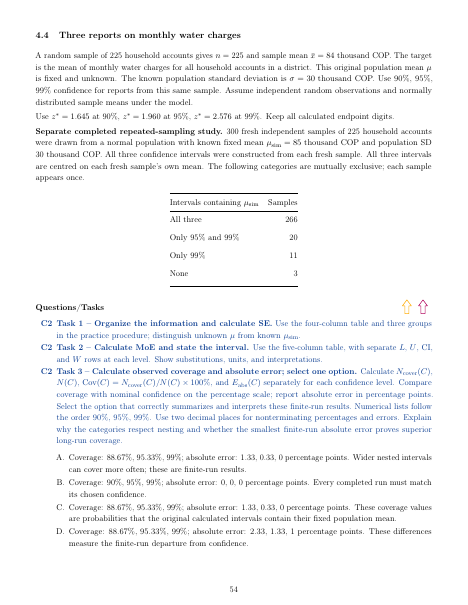 4.4 Three reports on monthly water charges
A random sample of 225 household accounts gives n = 225 and sample mean x̄ = 84 thousand COP. The target
is the mean of monthly water charges for all household accounts in a district. This original population mean μ
is fixed and unknown. The known population standard deviation is σ = 30 thousand COP. Use 90%, 95%,
99% confidence for reports from this same sample. Assume independent random observations and normally
distributed sample means under the model.
Use z* = 1.645 at 90%, z* = 1.960 at 95%, z* = 2.576 at 99%. Keep all calculated endpoint digits.
Separate completed repeated-sampling study. 300 fresh independent samples of 225 household accounts
were drawn from a normal population with known fixed mean μsim = 85 thousand COP and population SD
30 thousand COP. All three confidence intervals were constructed from each fresh sample. All three intervals
are centred on each fresh sample's own mean. The following categories are mutually exclusive; each sample
appears once.
Intervals containing μsim Samples
All three 266
Only 95% and 99% 20
Only 99% 11
None 3
Questions/Tasks
C2 Task 1 – Organize the information and calculate SE. Use the four-column table and three groups
in the practice procedure; distinguish unknown μ from known μsim.
C2 Task 2 – Calculate MoE and state the interval. Use the five-column table, with separate L, U, CI,
and W rows at each level. Show substitutions, units, and interpretations.
C2 Task 3 – Calculate observed coverage and absolute error; select one option. Calculate Ncover(C),
N(C), Cov(C) = Ncover(C)/N(C) × 100%, and Eabs(C) separately for each confidence level. Compare
coverage with nominal confidence on the percentage scale; report absolute error in percentage points.
Select the option that correctly summarizes and interprets these finite-run results. Numerical lists follow
the order 90%, 95%, 99%. Use two decimal places for nonterminating percentages and errors. Explain
why the categories respect nesting and whether the smallest finite-run absolute error proves superior
long-run coverage.
A. Coverage: 88.67%, 95.33%, 99%; absolute error: 1.33, 0.33, 0 percentage points. Wider nested intervals
can cover more often; these are finite-run results.
B. Coverage: 90%, 95%, 99%; absolute error: 0, 0, 0 percentage points. Every completed run must match
its chosen confidence.
C. Coverage: 88.67%, 95.33%, 99%; absolute error: 1.33, 0.33, 0 percentage points. These coverage values
are probabilities that the original calculated intervals contain their fixed population mean.
D. Coverage: 88.67%, 95.33%, 99%; absolute error: 2.33, 1.33, 1 percentage points. These differences
measure the finite-run departure from confidence.
54